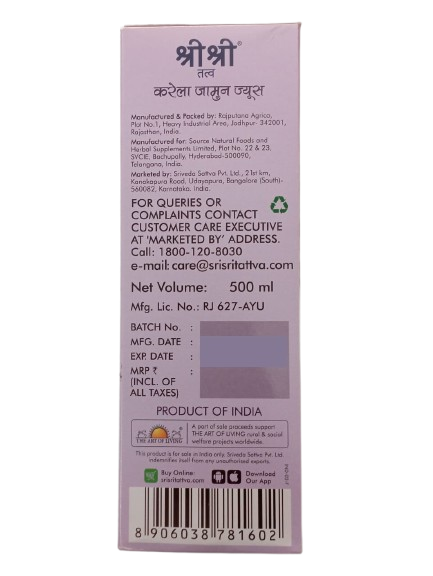 श्री श्री®
तत्व
करेला जामुन ज्यूस
Manufactured & Packed by: Rajputana Agrico,
Plot No.1, Heavy Industrial Area, Jodhpur- 342001,
Rajasthan, India.
Manufactured for: Source Natural Foods and
Herbal Supplements Limited, Plot No. 22 & 23,
SVCIE, Bachupally, Hyderabad-500090,
Telangana, India.
Marketed by: Sriveda Sattva Pvt. Ltd., 21st km,
Kanakapura Road, Udayapura, Bangalore (South)-
560082, Karnataka, India.
FOR QUERIES OR
COMPLAINTS CONTACT
CUSTOMER CARE EXECUTIVE
AT ‘MARKETED BY’ ADDRESS.
Call: 1800-120-8030
e-mail: care@srisritattva.com
Net Volume: 500 ml
Mfg. Lic. No.: RJ 627-AYU
BATCH No. :
MFG. DATE :
EXP. DATE :
MRP ₹ :
(INCL. OF
ALL TAXES)
PRODUCT OF INDIA
THE ART OF LIVING
A part of sale proceeds support
THE ART OF LIVING rural & social
welfare projects worldwide.
This product is for sale in India only. Sriveda Sattva Pvt. Ltd.
indemnifies itself from any unauthorised exports.
Buy Online:
srisritattva.com
Download
Our App
8 906038 781602